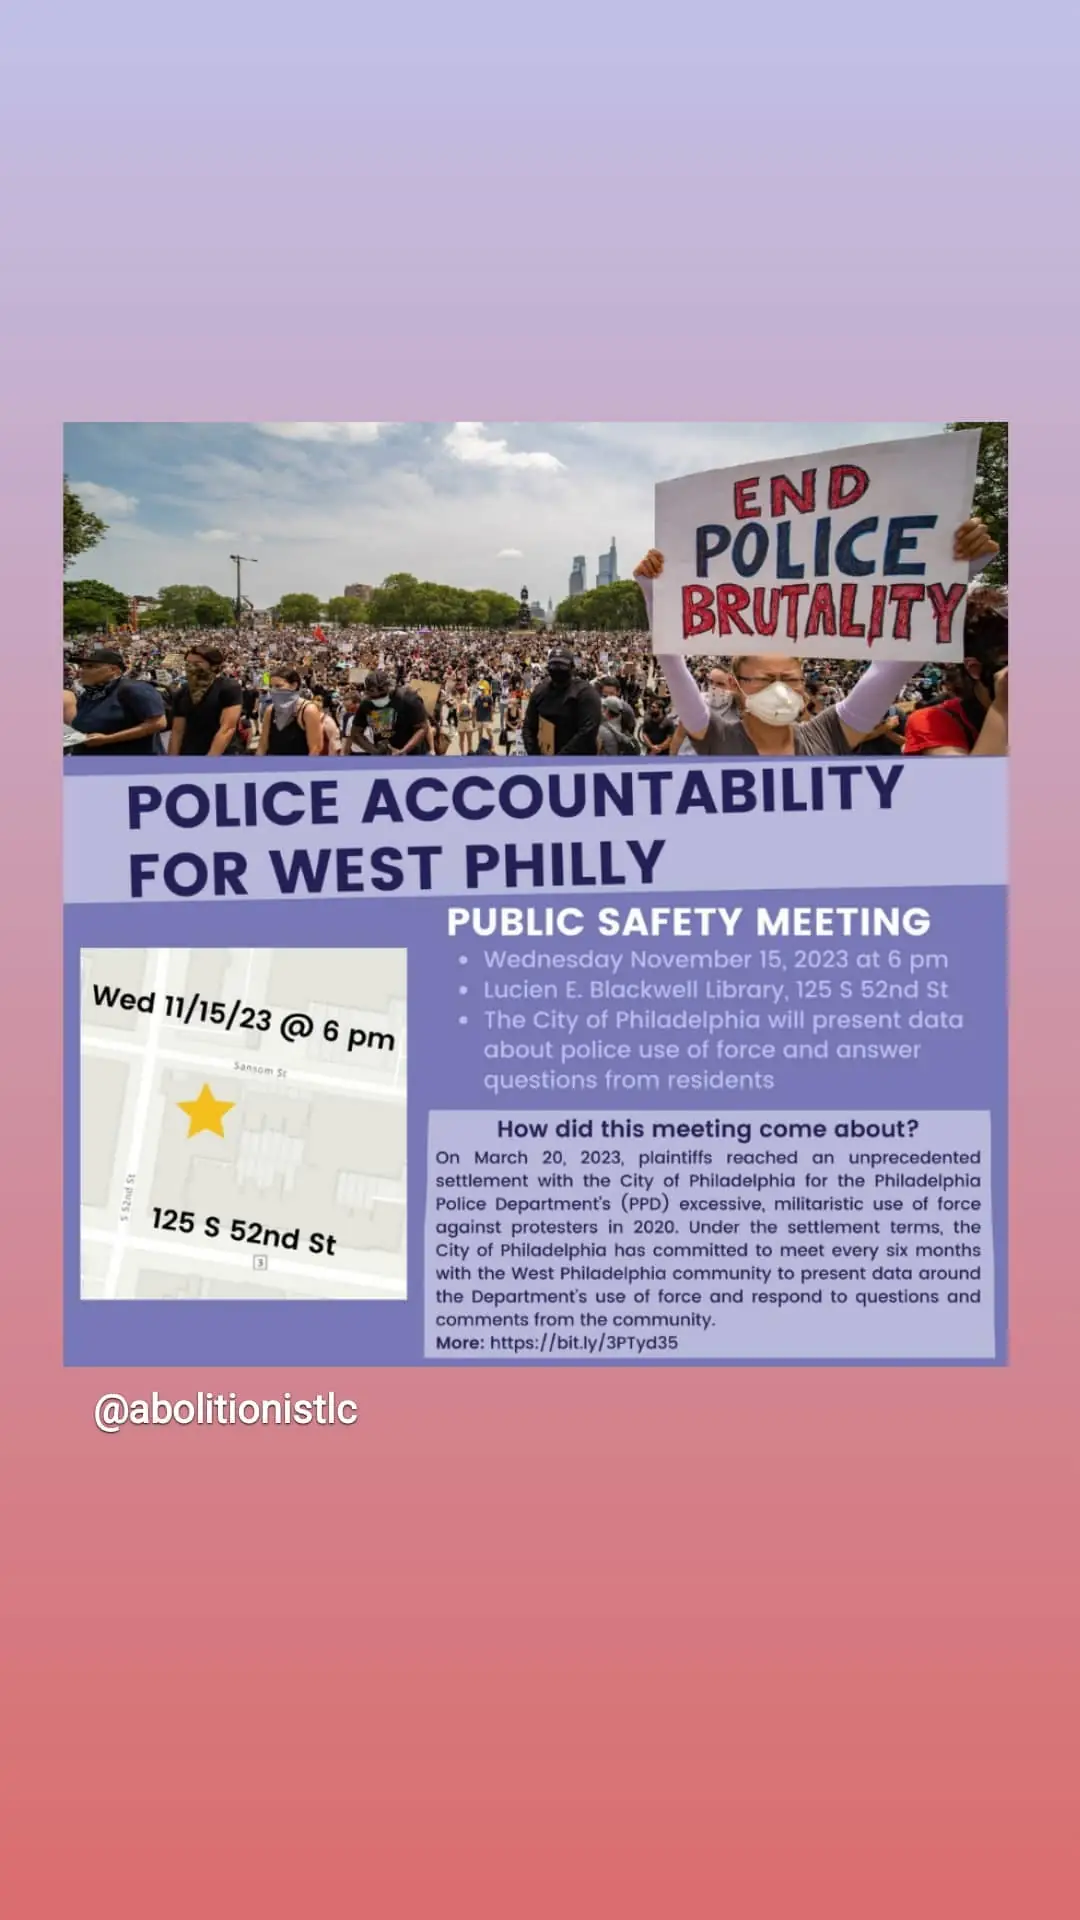 END
POLICE
BRUTALITY
POLICE ACCOUNTABILITY
FOR WEST PHILLY
PUBLIC SAFETY MEETING
• Wednesday November 15, 2023 at 6 pm
• Lucien E. Blackwell Library, 125 S 52nd St
• The City of Philadelphia will present data
about police use of force and answer
questions from residents
Wed 11/15/23 @ 6 pm
Sansom St
S 52nd St
125 S 52nd St
3
How did this meeting come about?
On March 20, 2023, plaintiffs reached an unprecedented
settlement with the City of Philadelphia for the Philadelphia
Police Department's (PPD) excessive, militaristic use of force
against protesters in 2020. Under the settlement terms, the
City of Philadelphia has committed to meet every six months
with the West Philadelphia community to present data around
the Department's use of force and respond to questions and
comments from the community.
More: https://bit.ly/3PTyd35
@abolitionistlc